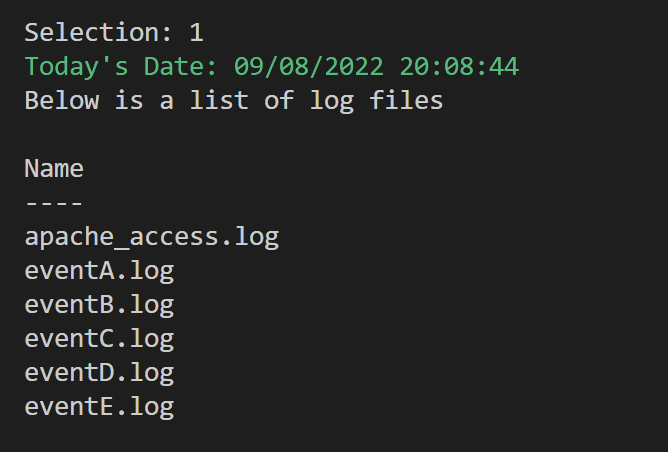 Selection: 1
Today's Date: 09/08/2022 20:08:44
Below is a list of log files
Name
----
apache_access.log
eventA.log
eventB.log
eventC.log
eventD.log
eventE.log